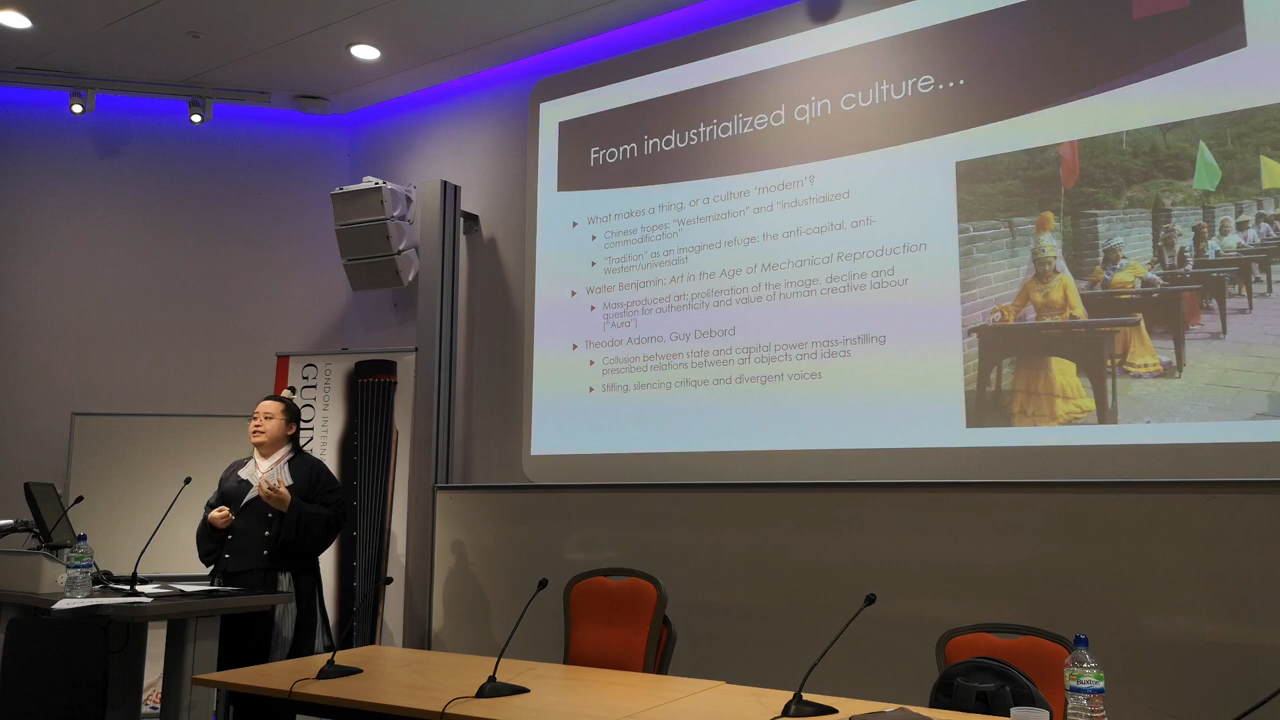 From industrialized qin culture…
What makes a thing, or a culture 'modern'?
Chinese tropes: "Westernization" and "industrialized
commodification"
"Tradition" as an imagined refuge: the anti-capital, anti-
Western/universalist
Walter Benjamin: Art in the Age of Mechanical Reproduction
Mass-produced art: proliferation of the image, decline and
question for authenticity and value of human creative labour
["Aura"]
Theodor Adorno, Guy Debord
Collusion between state and capital power mass-instilling
prescribed relations between art objects and ideas
Stifling, silencing critique and divergent voices
LONDON INTERN
GUQIN
Buxton